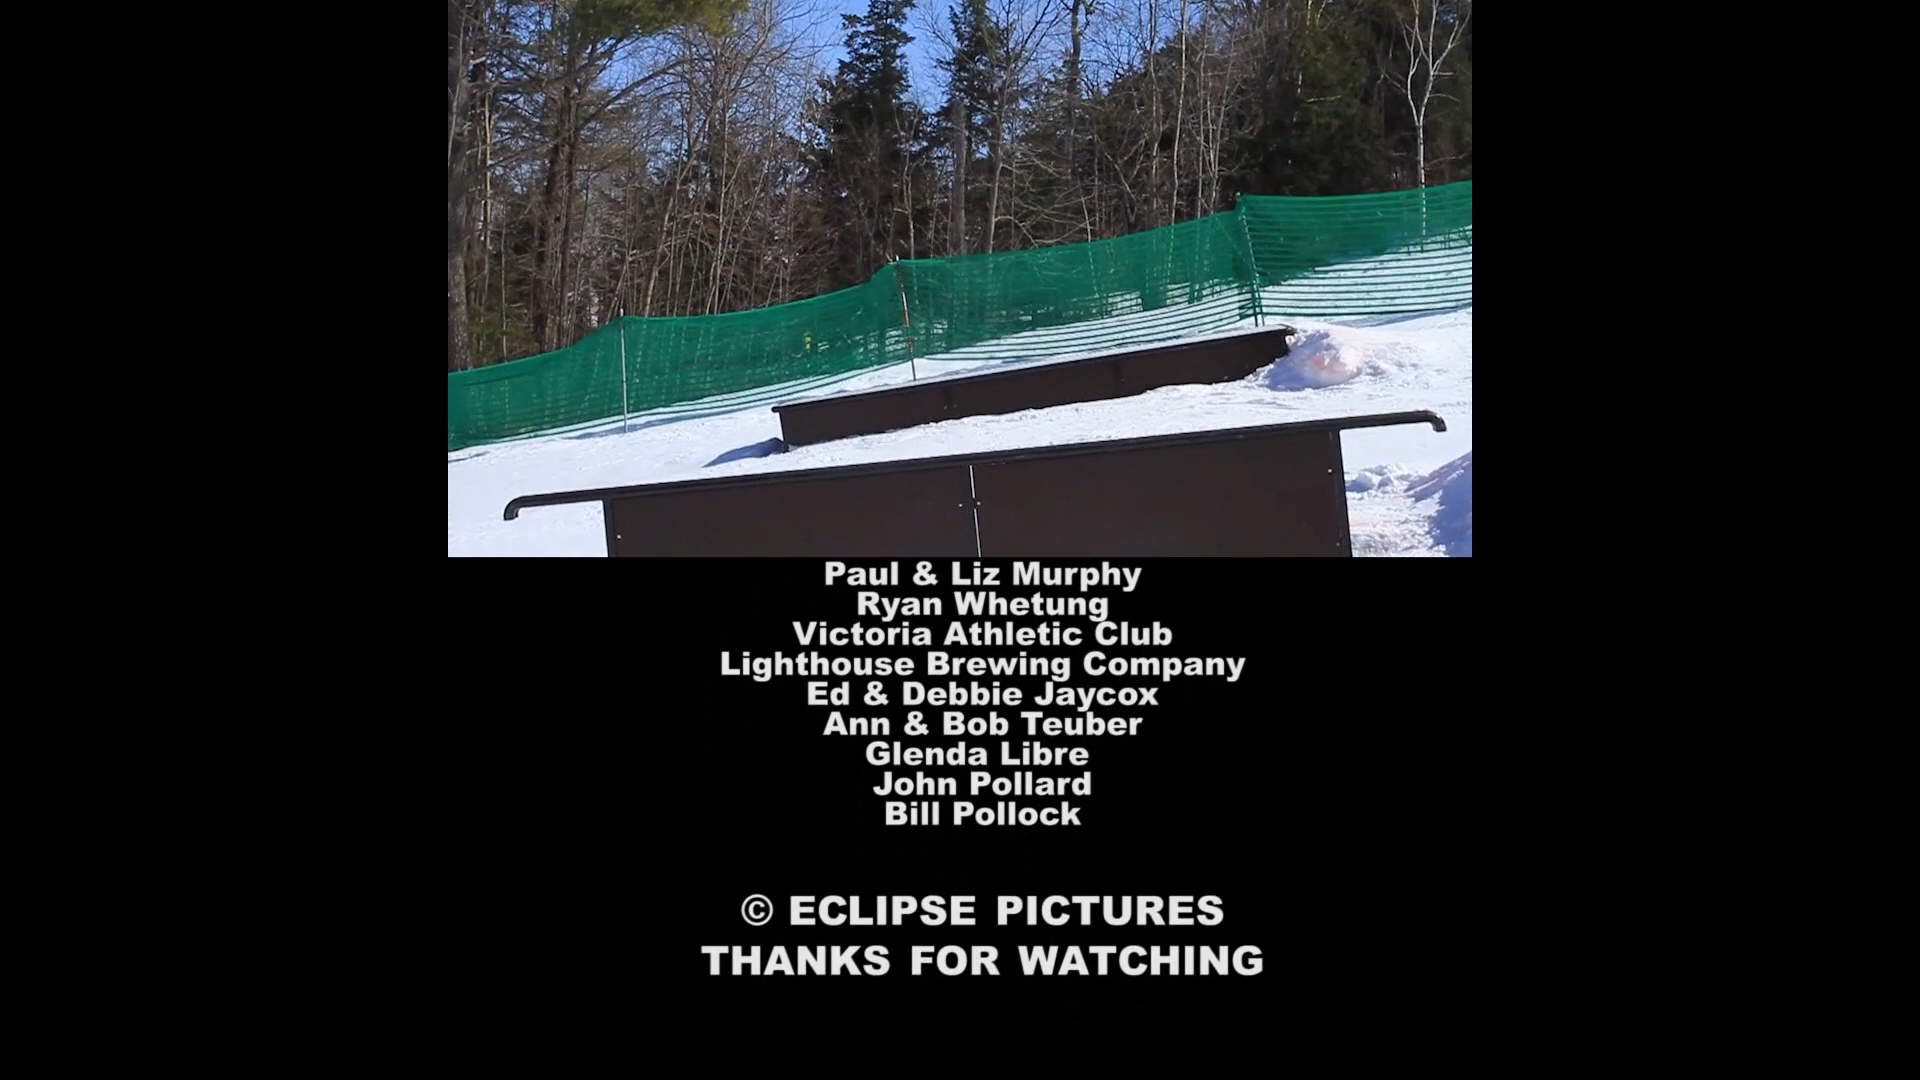 Paul & Liz Murphy
Ryan Whetung
Victoria Athletic Club
Lighthouse Brewing Company
Ed & Debbie Jaycox
Ann & Bob Teuber
Glenda Libre
John Pollard
Bill Pollock
© ECLIPSE PICTURES
THANKS FOR WATCHING